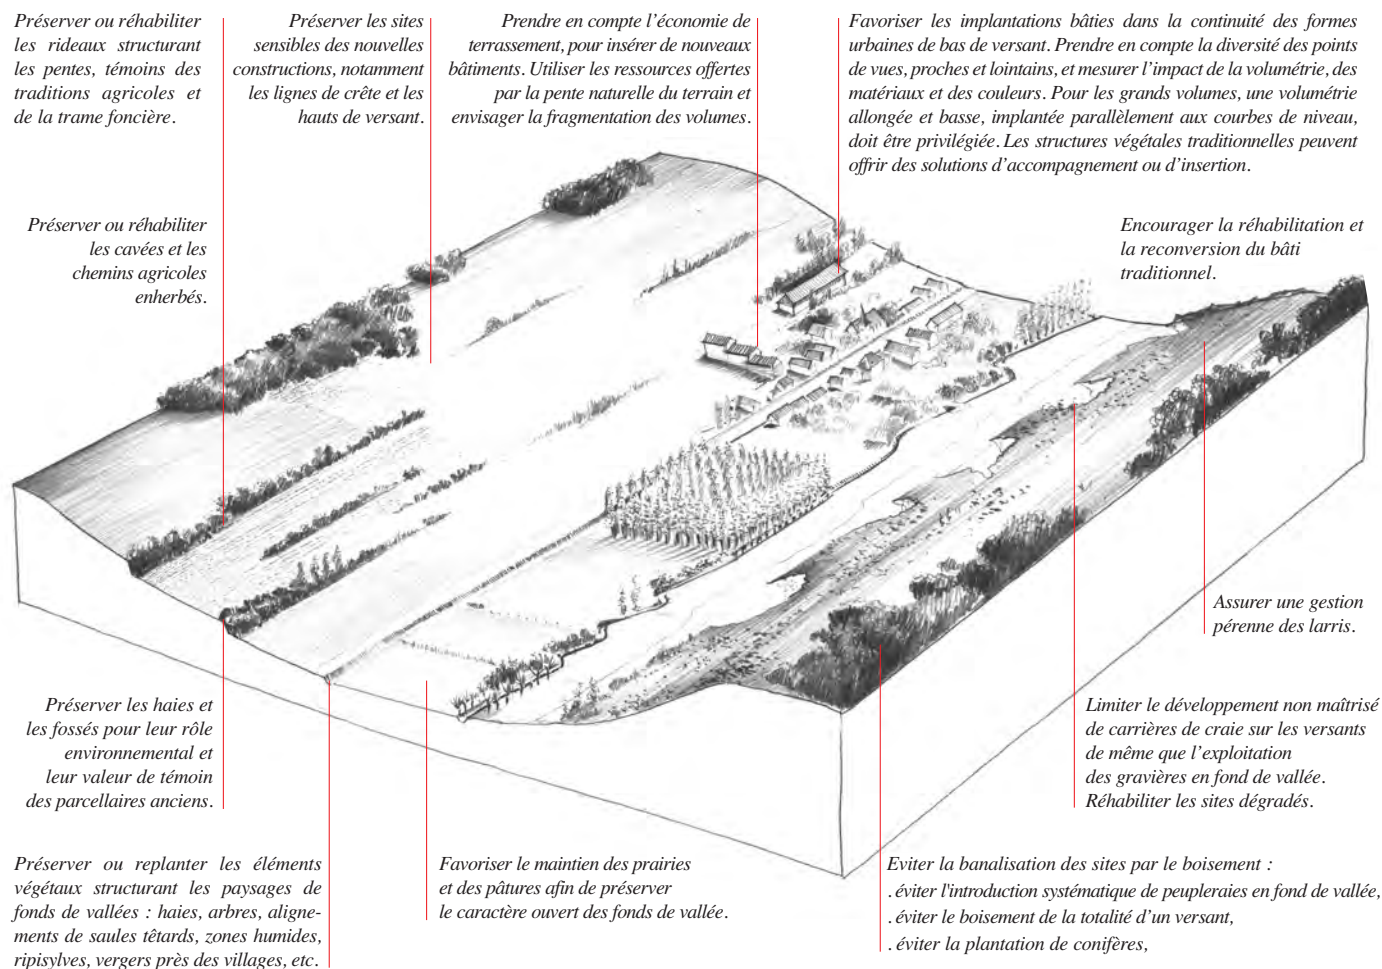 Préserver ou réhabiliter
les rideaux structurant
les pentes, témoins des
traditions agricoles et
de la trame foncière.
Préserver les sites
sensibles des nouvelles
constructions, notamment
les lignes de crête et les
hauts de versant.
Prendre en compte l’économie de
terrassement, pour insérer de nouveaux
bâtiments. Utiliser les ressources offertes
par la pente naturelle du terrain et
envisager la fragmentation des volumes.
Favoriser les implantations bâties dans la continuité des formes
urbaines de bas de versant. Prendre en compte la diversité des points
de vues, proches et lointains, et mesurer l’impact de la volumétrie, des
matériaux et des couleurs. Pour les grands volumes, une volumétrie
allongée et basse, implantée parallèlement aux courbes de niveau,
doit être privilégiée. Les structures végétales traditionnelles peuvent
offrir des solutions d’accompagnement ou d’insertion.
Préserver ou réhabiliter
les cavées et les
chemins agricoles
enherbés.
Encourager la réhabilitation et
la reconversion du bâti
traditionnel.
Assurer une gestion
pérenne des larris.
Préserver les haies et
les fossés pour leur rôle
environnemental et
leur valeur de témoin
des parcellaires anciens.
Limiter le développement non maîtrisé
de carrières de craie sur les versants
de même que l’exploitation
des gravières en fond de vallée.
Réhabiliter les sites dégradés.
Préserver ou replanter les éléments
végétaux structurant les paysages de
fonds de vallées : haies, arbres, aligne-
ments de saules têtards, zones humides,
ripisylves, vergers près des villages, etc.
Favoriser le maintien des prairies
et des pâtures afin de préserver
le caractère ouvert des fonds de vallée.
Eviter la banalisation des sites par le boisement :
. éviter l'introduction systématique de peupleraies en fond de vallée,
. éviter le boisement de la totalité d’un versant,
. éviter la plantation de conifères,